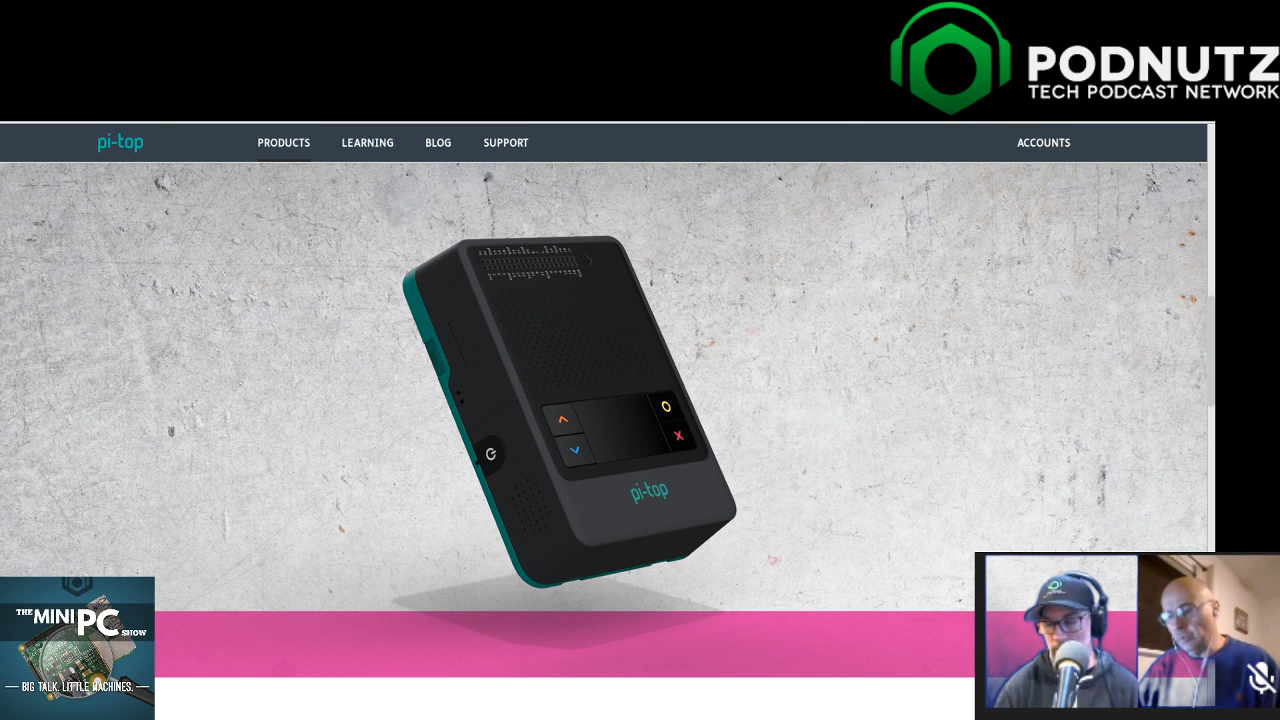 PODNUTZ
TECH PODCAST NETWORK
pi-top
PRODUCTS
LEARNING
BLOG
SUPPORT
ACCOUNTS
pi-top
THE MINI PC SHOW
BIG TALK. LITTLE MACHINES.